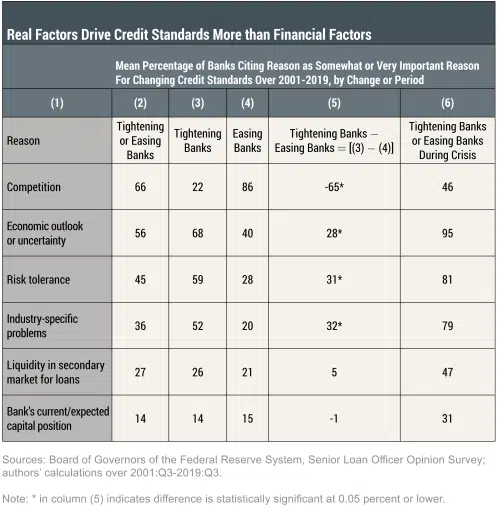 Real Factors Drive Credit Standards More than Financial Factors
Mean Percentage of Banks Citing Reason as Somewhat or Very Important Reason
For Changing Credit Standards Over 2001-2019, by Change or Period
(1) (2) (3) (4) (5) (6)
Reason
Tightening
or Easing
Banks
Tightening
Banks
Easing
Banks
Tightening Banks –
Easing Banks = [(3) – (4)]
Tightening Banks
or Easing Banks
During Crisis
Competition 66 22 86 -65* 46
Economic outlook
or uncertainty 56 68 40 28* 95
Risk tolerance 45 59 28 31* 81
Industry-specific
problems 36 52 20 32* 79
Liquidity in secondary
market for loans 27 26 21 5 47
Bank's current/expected
capital position 14 14 15 -1 31
Sources: Board of Governors of the Federal Reserve System, Senior Loan Officer Opinion Survey;
authors' calculations over 2001:Q3-2019:Q3.
Note: * in column (5) indicates difference is statistically significant at 0.05 percent or lower.